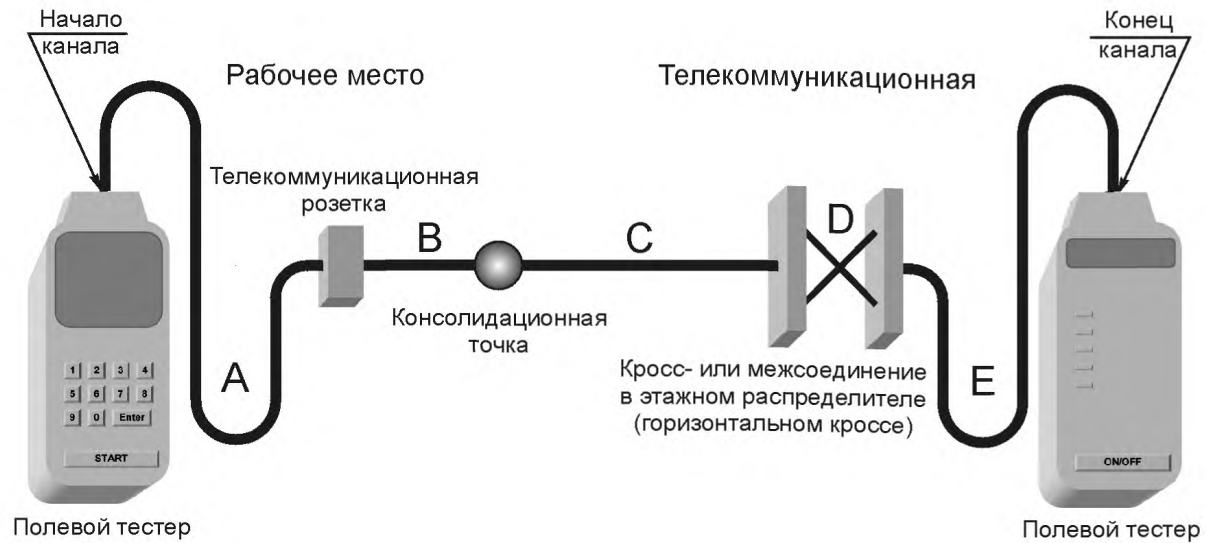 Начало
канала
Конец
канала
Рабочее место
Телекоммуникационная
Телекоммуникационная
розетка
A
B
C
D
E
Консолидационная
точка
Кросс- или межсоединение
в этажном распределителе
(горизонтальном кроссе)
1 2 3 4
5 6 7 8
9 0 Enter
START
ON/OFF
Полевой тестер
Полевой тестер